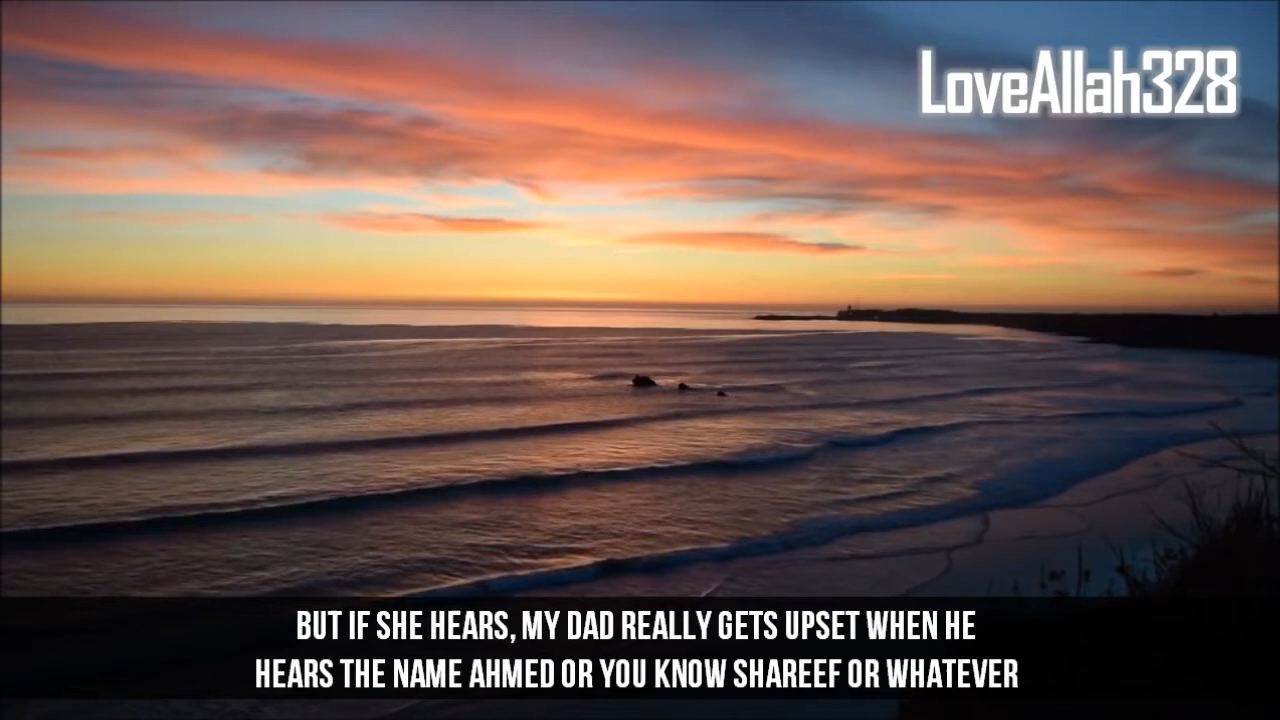 LoveAllah328
BUT IF SHE HEARS, MY DAD REALLY GETS UPSET WHEN HE
HEARS THE NAME AHMED OR YOU KNOW SHAREEF OR WHATEVER